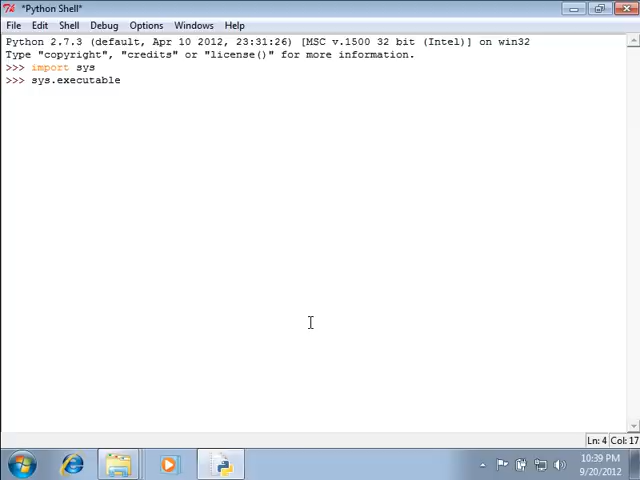 *Python Shell*
File Edit Shell Debug Options Windows Help
Python 2.7.3 (default, Apr 10 2012, 23:31:26) [MSC v.1500 32 bit (Intel)] on win32
Type "copyright", "credits" or "license()" for more information.
>>> import sys
>>> sys.executable
Ln: 4 Col: 17
10:39 PM
9/20/2012